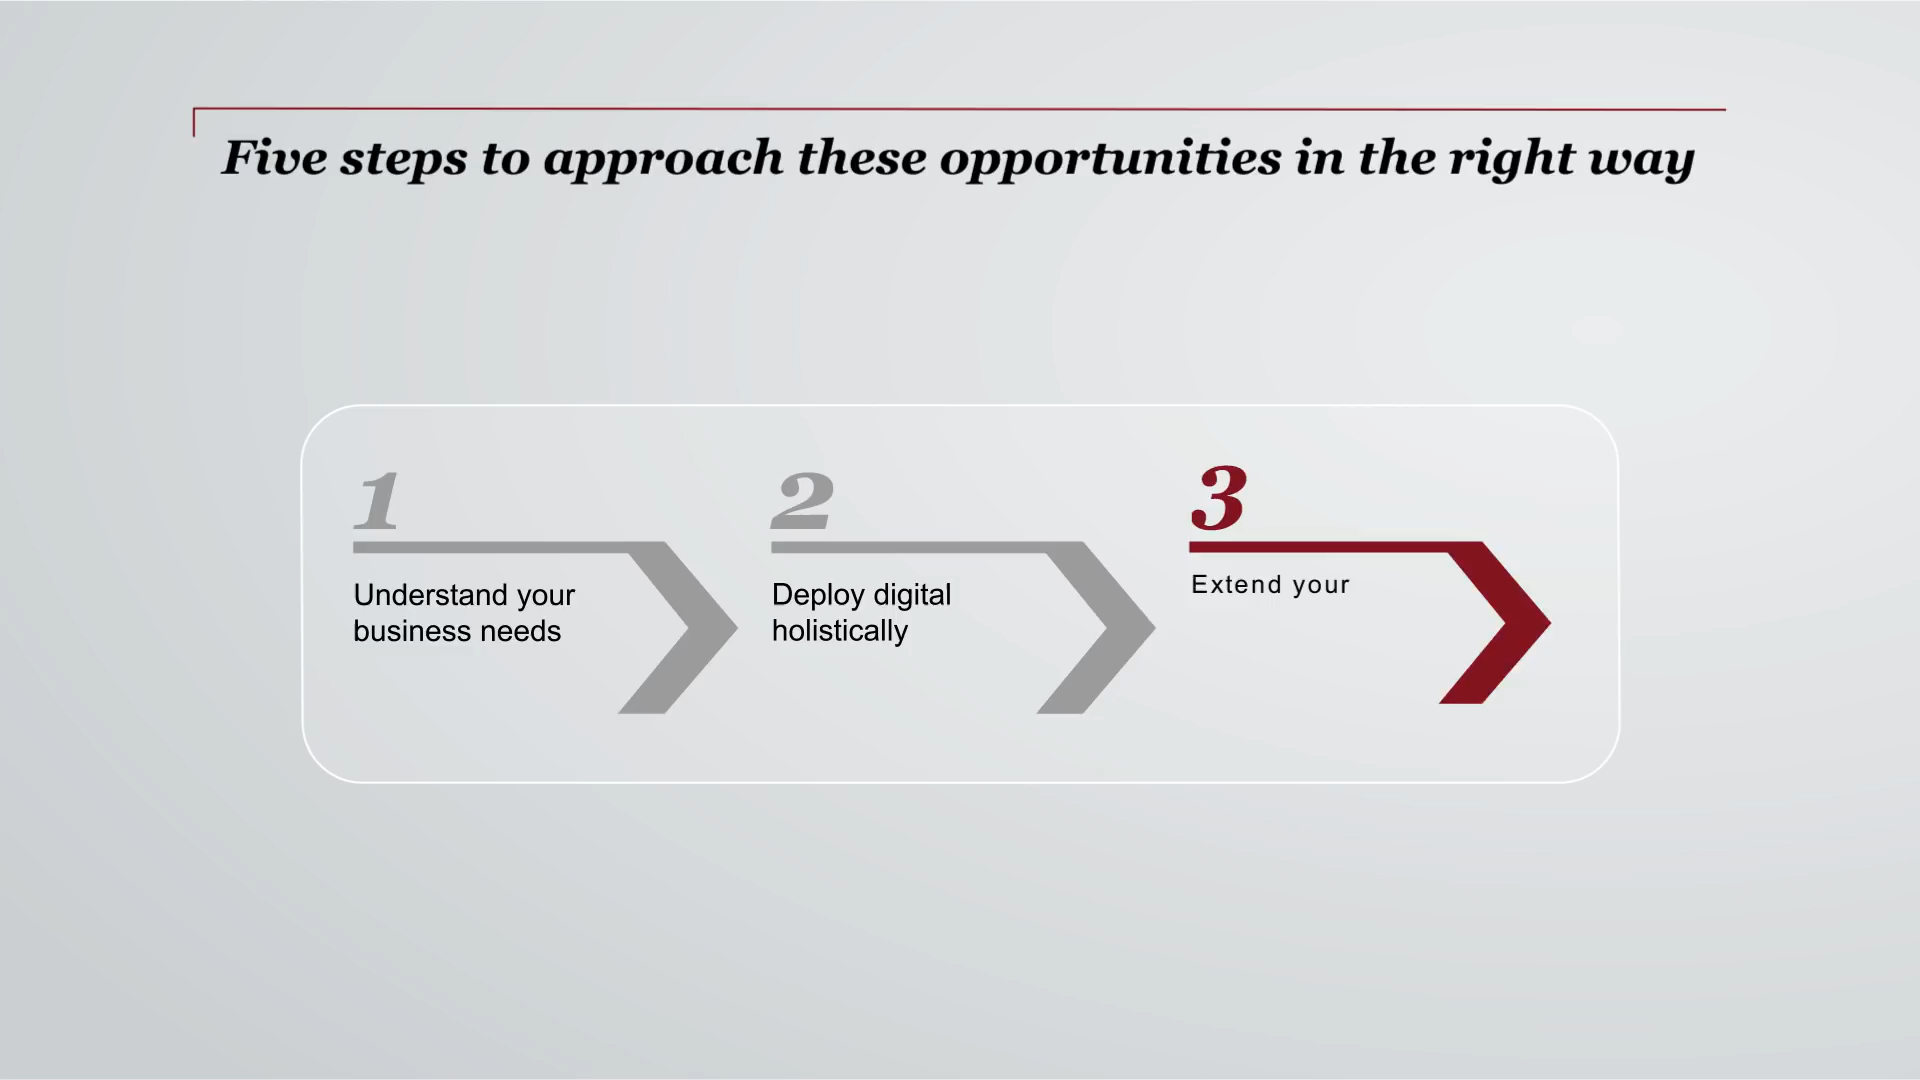 Five steps to approach these opportunities in the right way
1
Understand your
business needs
2
Deploy digital
holistically
3
Extend your